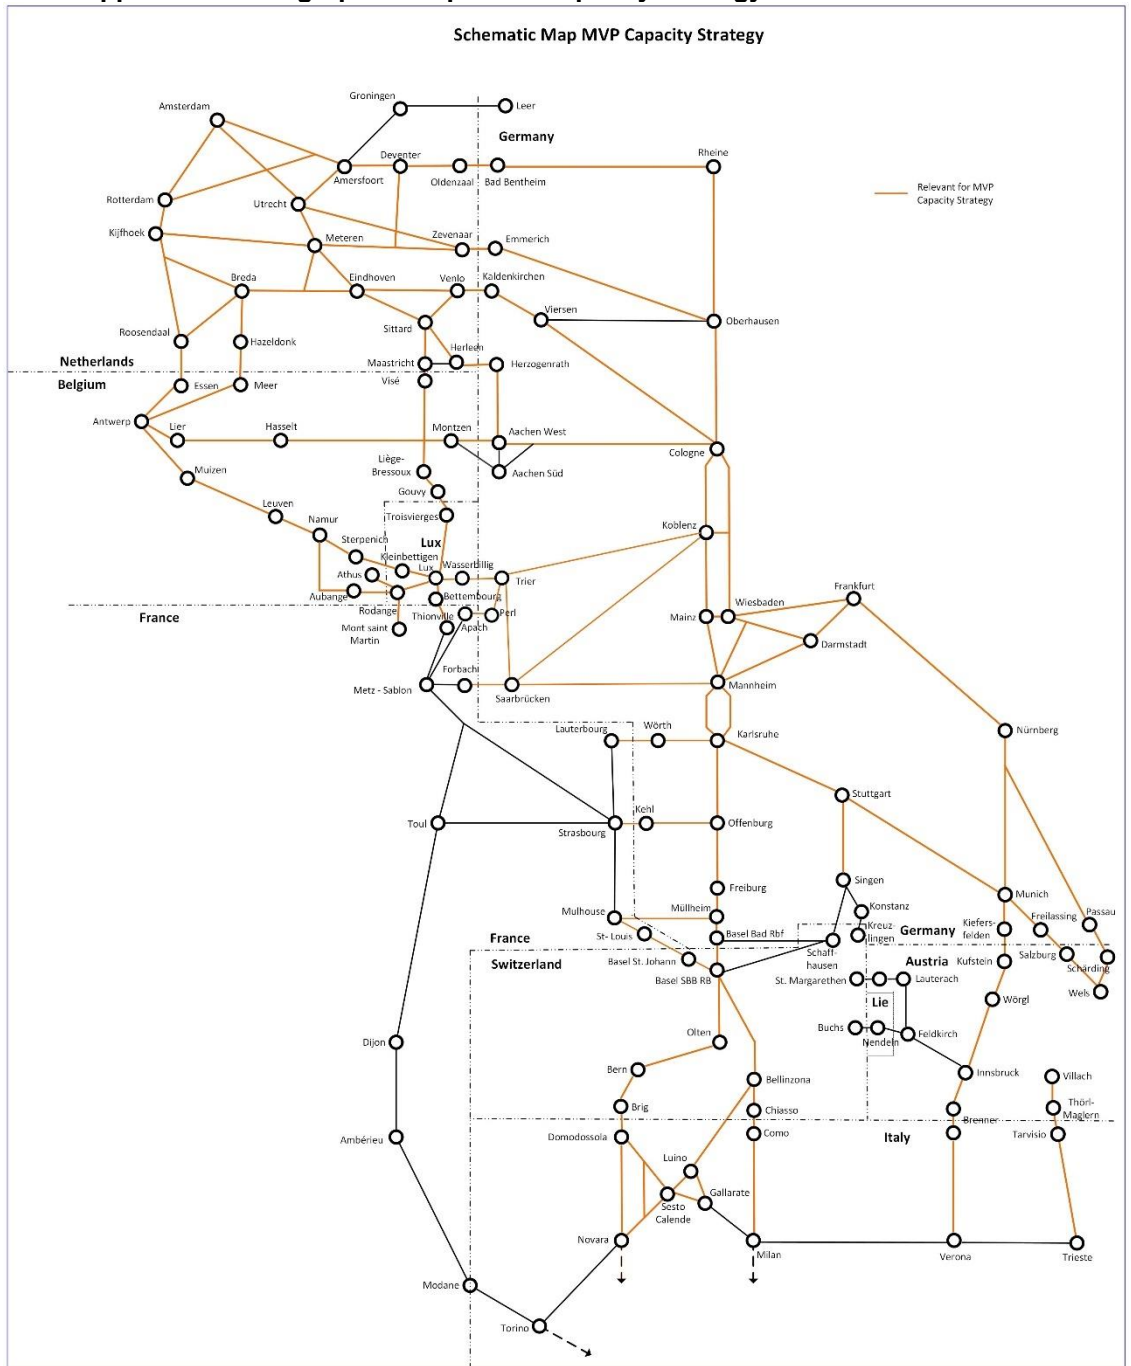 Schematic Map MVP Capacity Strategy
Groningen
Leer
Amsterdam
Germany
Deventer
Rheine
Amersfoort
Oldenzaal
Bad Bentheim
Relevant for MVP
Capacity Strategy
Rotterdam
Utrecht
Kijfhoek
Meteren
Zevenaar
Emmerich
Breda
Eindhoven
Venlo
Kaldenkirchen
Viersen
Oberhausen
Sittard
Roosendaal
Hazeldonk
Herleen
Netherlands
Maastricht
Herzogenrath
Belgium
Essen
Meer
Visé
Antwerp
Lier
Hasselt
Montzen
Aachen West
Cologne
Muizen
Liège-
Bressoux
Aachen Süd
Gouvy
Leuven
Troisvierges
Namur
Koblenz
Sterpenich
Lux
Kleinbettigen
Athus
Lux
Wasserbillig
Trier
Frankfurt
Aubange
Bettembourg
Rodange
Wiesbaden
Mainz
France
Thionville
Perl
Mont saint
Martin
Apach
Darmstadt
Forbach
Metz - Sablon
Saarbrücken
Mannheim
Lauterbourg
Wörth
Karlsruhe
Nürnberg
Stuttgart
Kehl
Toul
Strasbourg
Offenburg
Singen
Freiburg
Munich
Konstanz
Mulhouse
Müllheim
Kreuz-
lingen
Kiefers-
felden
Freilassing
Passau
St- Louis
Basel Bad Rbf
Germany
France
Schaff-
hausen
Switzerland
Basel St. Johann
Austria
Kufstein
Salzburg
Schärding
Basel SBB RB
St. Margarethen
Lauterach
Wels
Lie
Wörgl
Olten
Buchs
Nendeln
Feldkirch
Dijon
Bern
Bellinzona
Innsbruck
Villach
Brig
Chiasso
Thörl-
Maglern
Brenner
Ambérieu
Domodossola
Como
Italy
Tarvisio
Luino
Gallarate
Sesto
Calende
Novara
Milan
Verona
Trieste
Modane
Torino